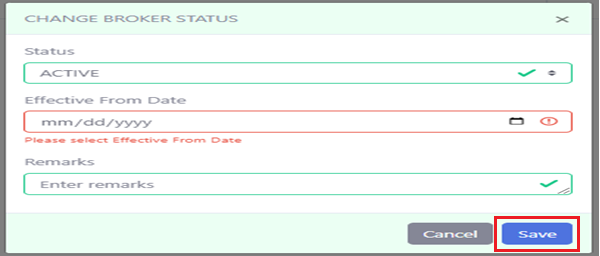 CHANGE BROKER STATUS
Status
ACTIVE
Effective From Date
mm/dd/yyyy
Please select Effective From Date
Remarks
Enter remarks
Cancel Save